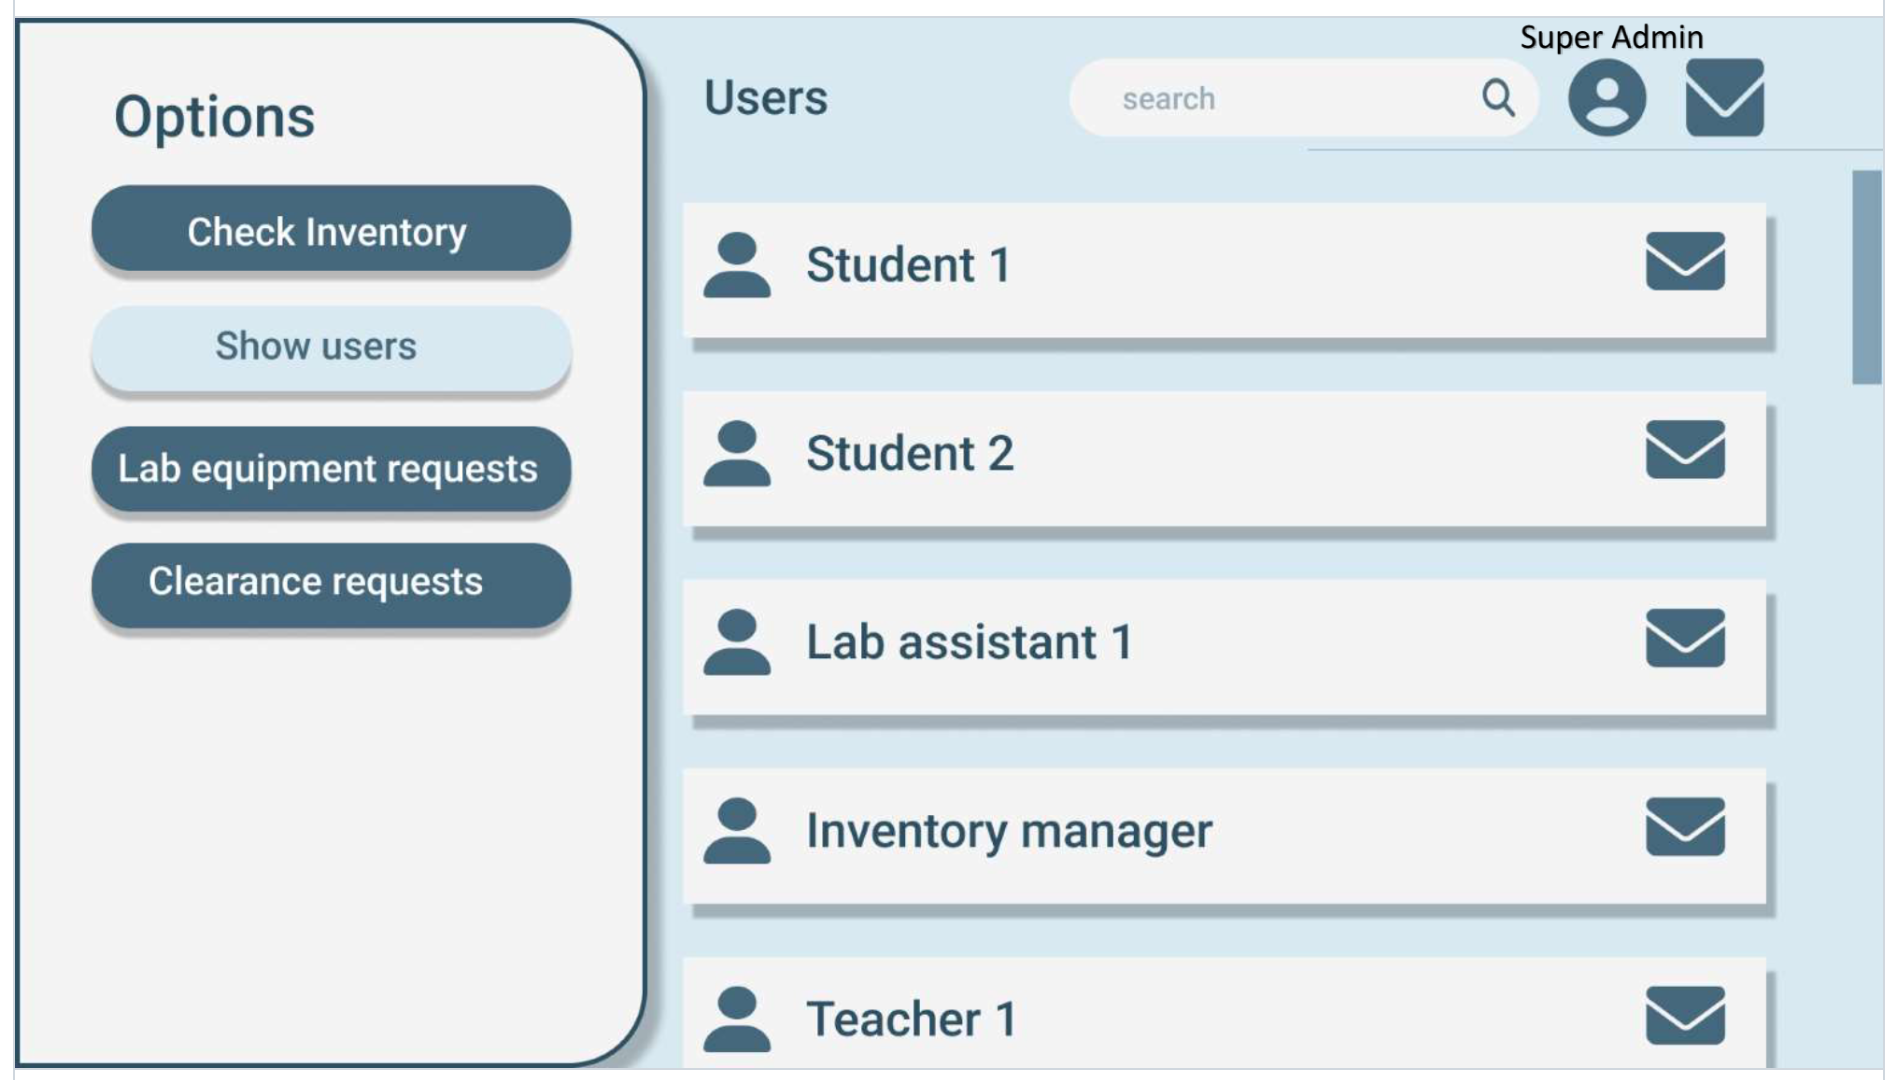 Super Admin
Options
Users
search
Check Inventory
Show users
Lab equipment requests
Clearance requests
Student 1
Student 2
Lab assistant 1
Inventory manager
Teacher 1